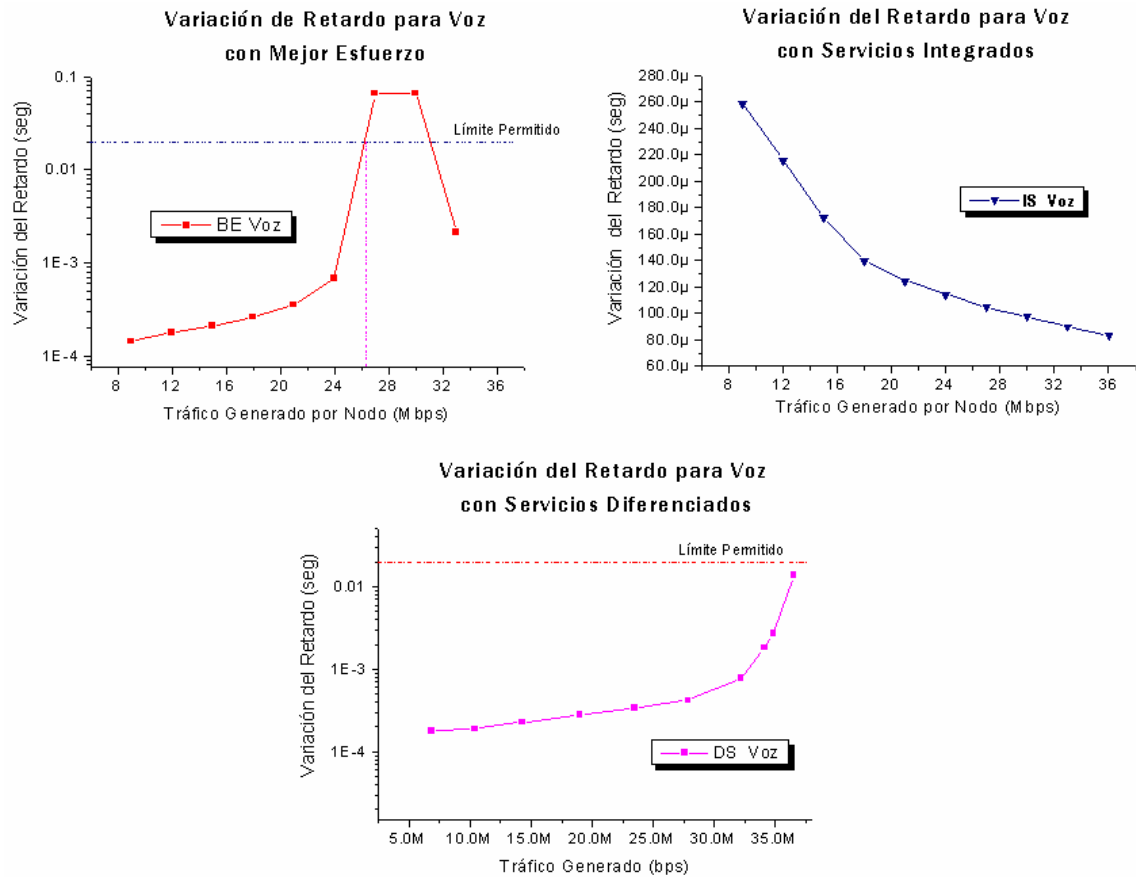 Variación de Retardo para Voz
con Mejor Esfuerzo
0.1
0.01
1E-3
1E-4
Variación del Retardo (seg)
Límite Permitido
BE Voz
8 12 16 20 24 28 32 36
Tráfico Generado por Nodo (Mbps)
Variación del Retardo para Voz
con Servicios Integrados
280.0µ
260.0µ
240.0µ
220.0µ
200.0µ
180.0µ
160.0µ
140.0µ
120.0µ
100.0µ
80.0µ
60.0µ
Variación del Retardo (seg)
IS Voz
8 12 16 20 24 28 32 36
Tráfico Generado por Nodo (Mbps)
Variación del Retardo para Voz
con Servicios Diferenciados
0.01
1E-3
1E-4
Variación del Retardo (seg)
Límite Permitido
DS Voz
5.0M 10.0M 15.0M 20.0M 25.0M 30.0M 35.0M
Tráfico Generado (bps)